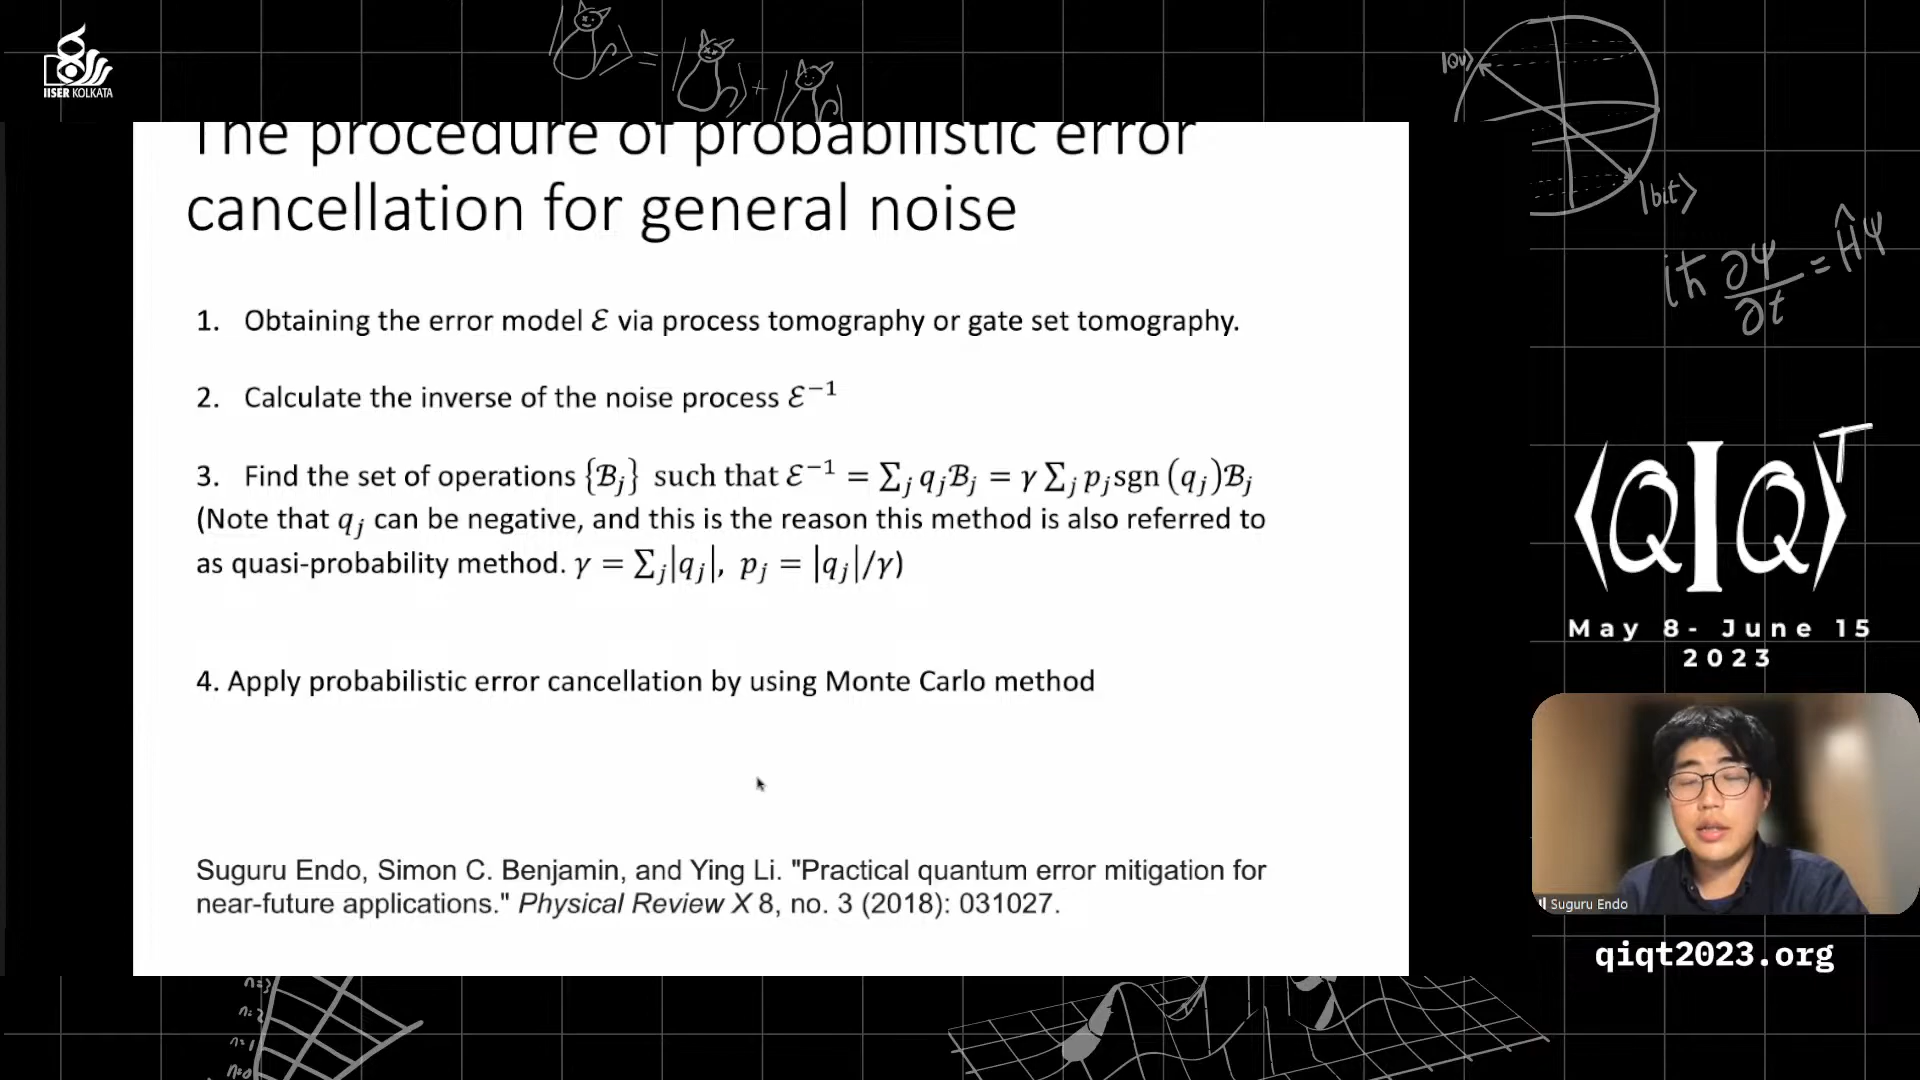 IISER KOLKATA
|0ν⟩
|bit⟩
iħ ∂Ψ/∂t = ĤΨ
The procedure of probabilistic error
cancellation for general noise
1. Obtaining the error model ℰ via process tomography or gate set tomography.
2. Calculate the inverse of the noise process ℰ⁻¹
3. Find the set of operations {ℬⱼ} such that ℰ⁻¹ = ∑ⱼ qⱼℬⱼ = γ ∑ⱼ pⱼsgn (qⱼ)ℬⱼ
(Note that qⱼ can be negative, and this is the reason this method is also referred to
as quasi-probability method. γ = ∑ⱼ|qⱼ|, pⱼ = |qⱼ|/γ)
4. Apply probabilistic error cancellation by using Monte Carlo method
Suguru Endo, Simon C. Benjamin, and Ying Li. "Practical quantum error mitigation for
near-future applications." Physical Review X 8, no. 3 (2018): 031027.
⟨Q|Q⟩ᵀ
May 8- June 15
2023
Suguru Endo
qiqt2023.org
n=3
n=2
n=1
n=0